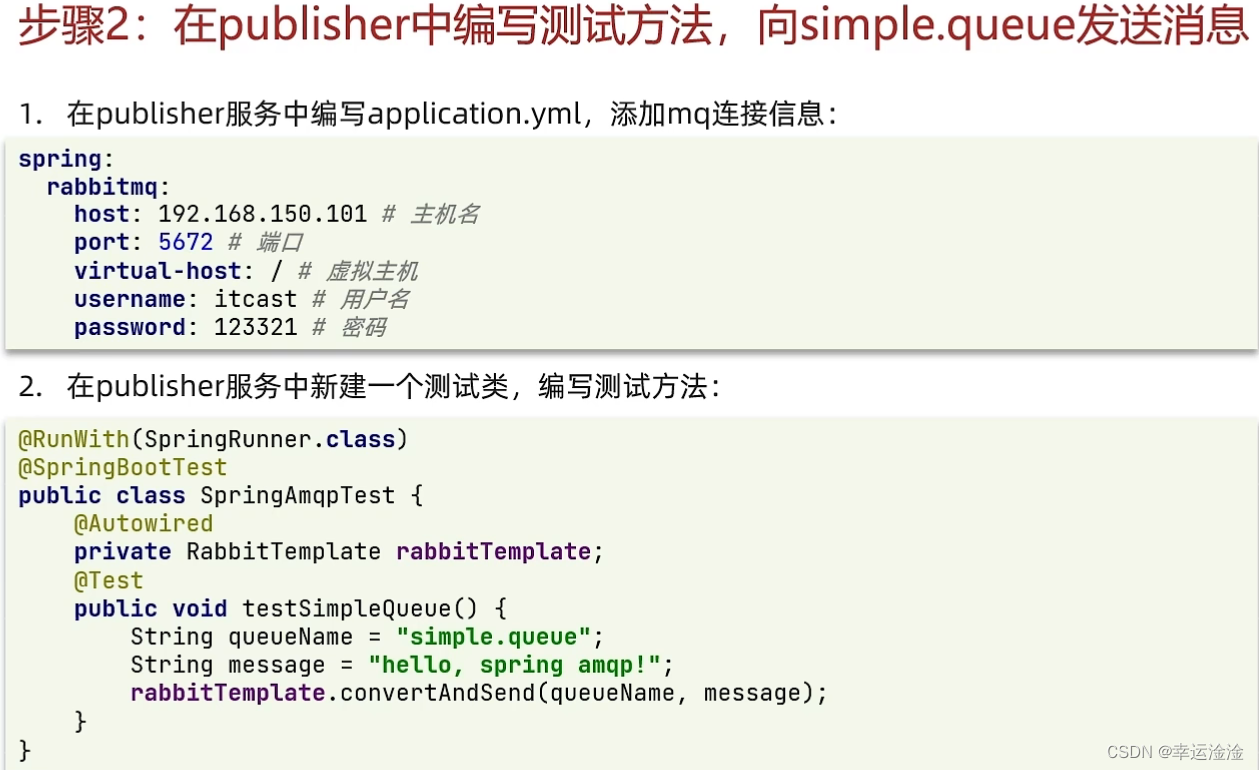 步骤2：在publisher中编写测试方法，向simple.queue发送消息
1. 在publisher服务中编写application.yml，添加mq连接信息：
spring:
  rabbitmq:
    host: 192.168.150.101 # 主机名
    port: 5672 # 端口
    virtual-host: / # 虚拟主机
    username: itcast # 用户名
    password: 123321 # 密码
2. 在publisher服务中新建一个测试类，编写测试方法：
@RunWith(SpringRunner.class)
@SpringBootTest
public class SpringAmqpTest {
    @Autowired
    private RabbitTemplate rabbitTemplate;
    @Test
    public void testSimpleQueue() {
        String queueName = "simple.queue";
        String message = "hello, spring amqp!";
        rabbitTemplate.convertAndSend(queueName, message);
    }
}
CSDN @幸运淦淦